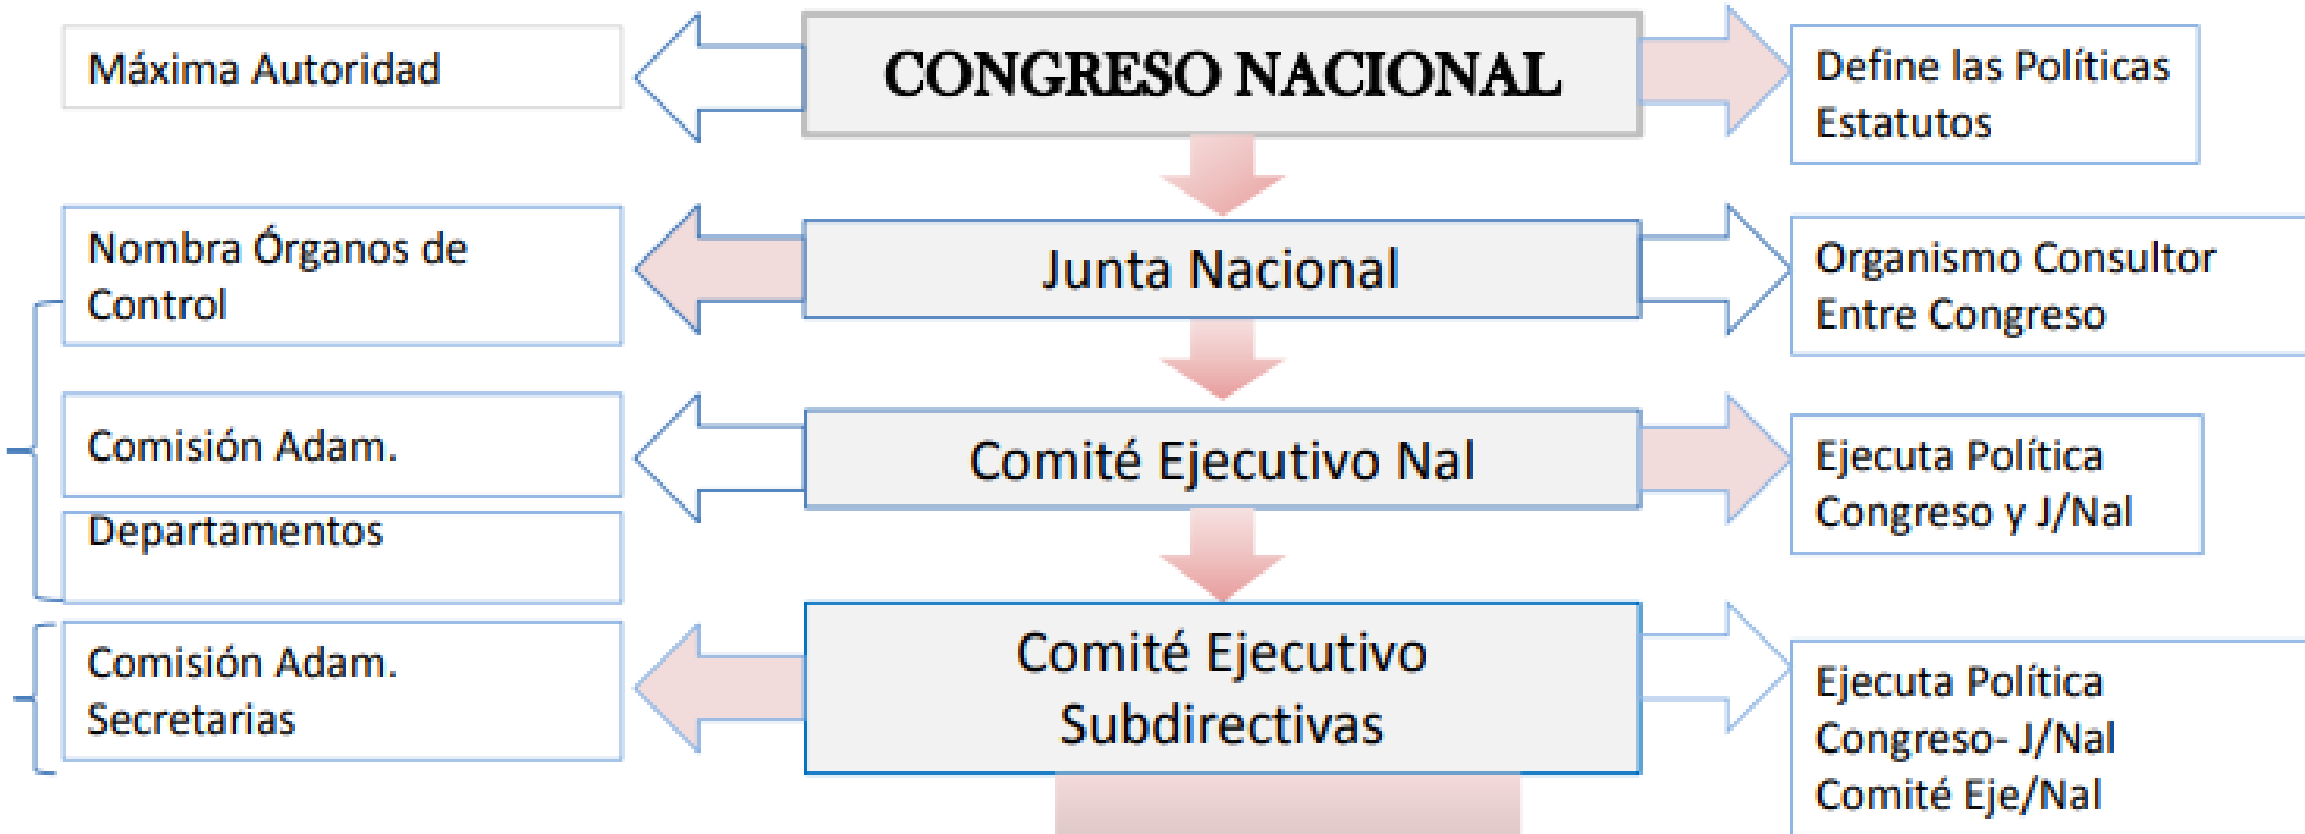 Máxima Autoridad
CONGRESO NACIONAL
Define las Políticas
Estatutos
Nombra Órganos de
Control
Junta Nacional
Organismo Consultor
Entre Congreso
Comisión Adam.
Comité Ejecutivo Nal
Ejecuta Política
Congreso y J/Nal
Departamentos
Comisión Adam.
Secretarias
Comité Ejecutivo
Subdirectivas
Ejecuta Política
Congreso- J/Nal
Comité Eje/Nal